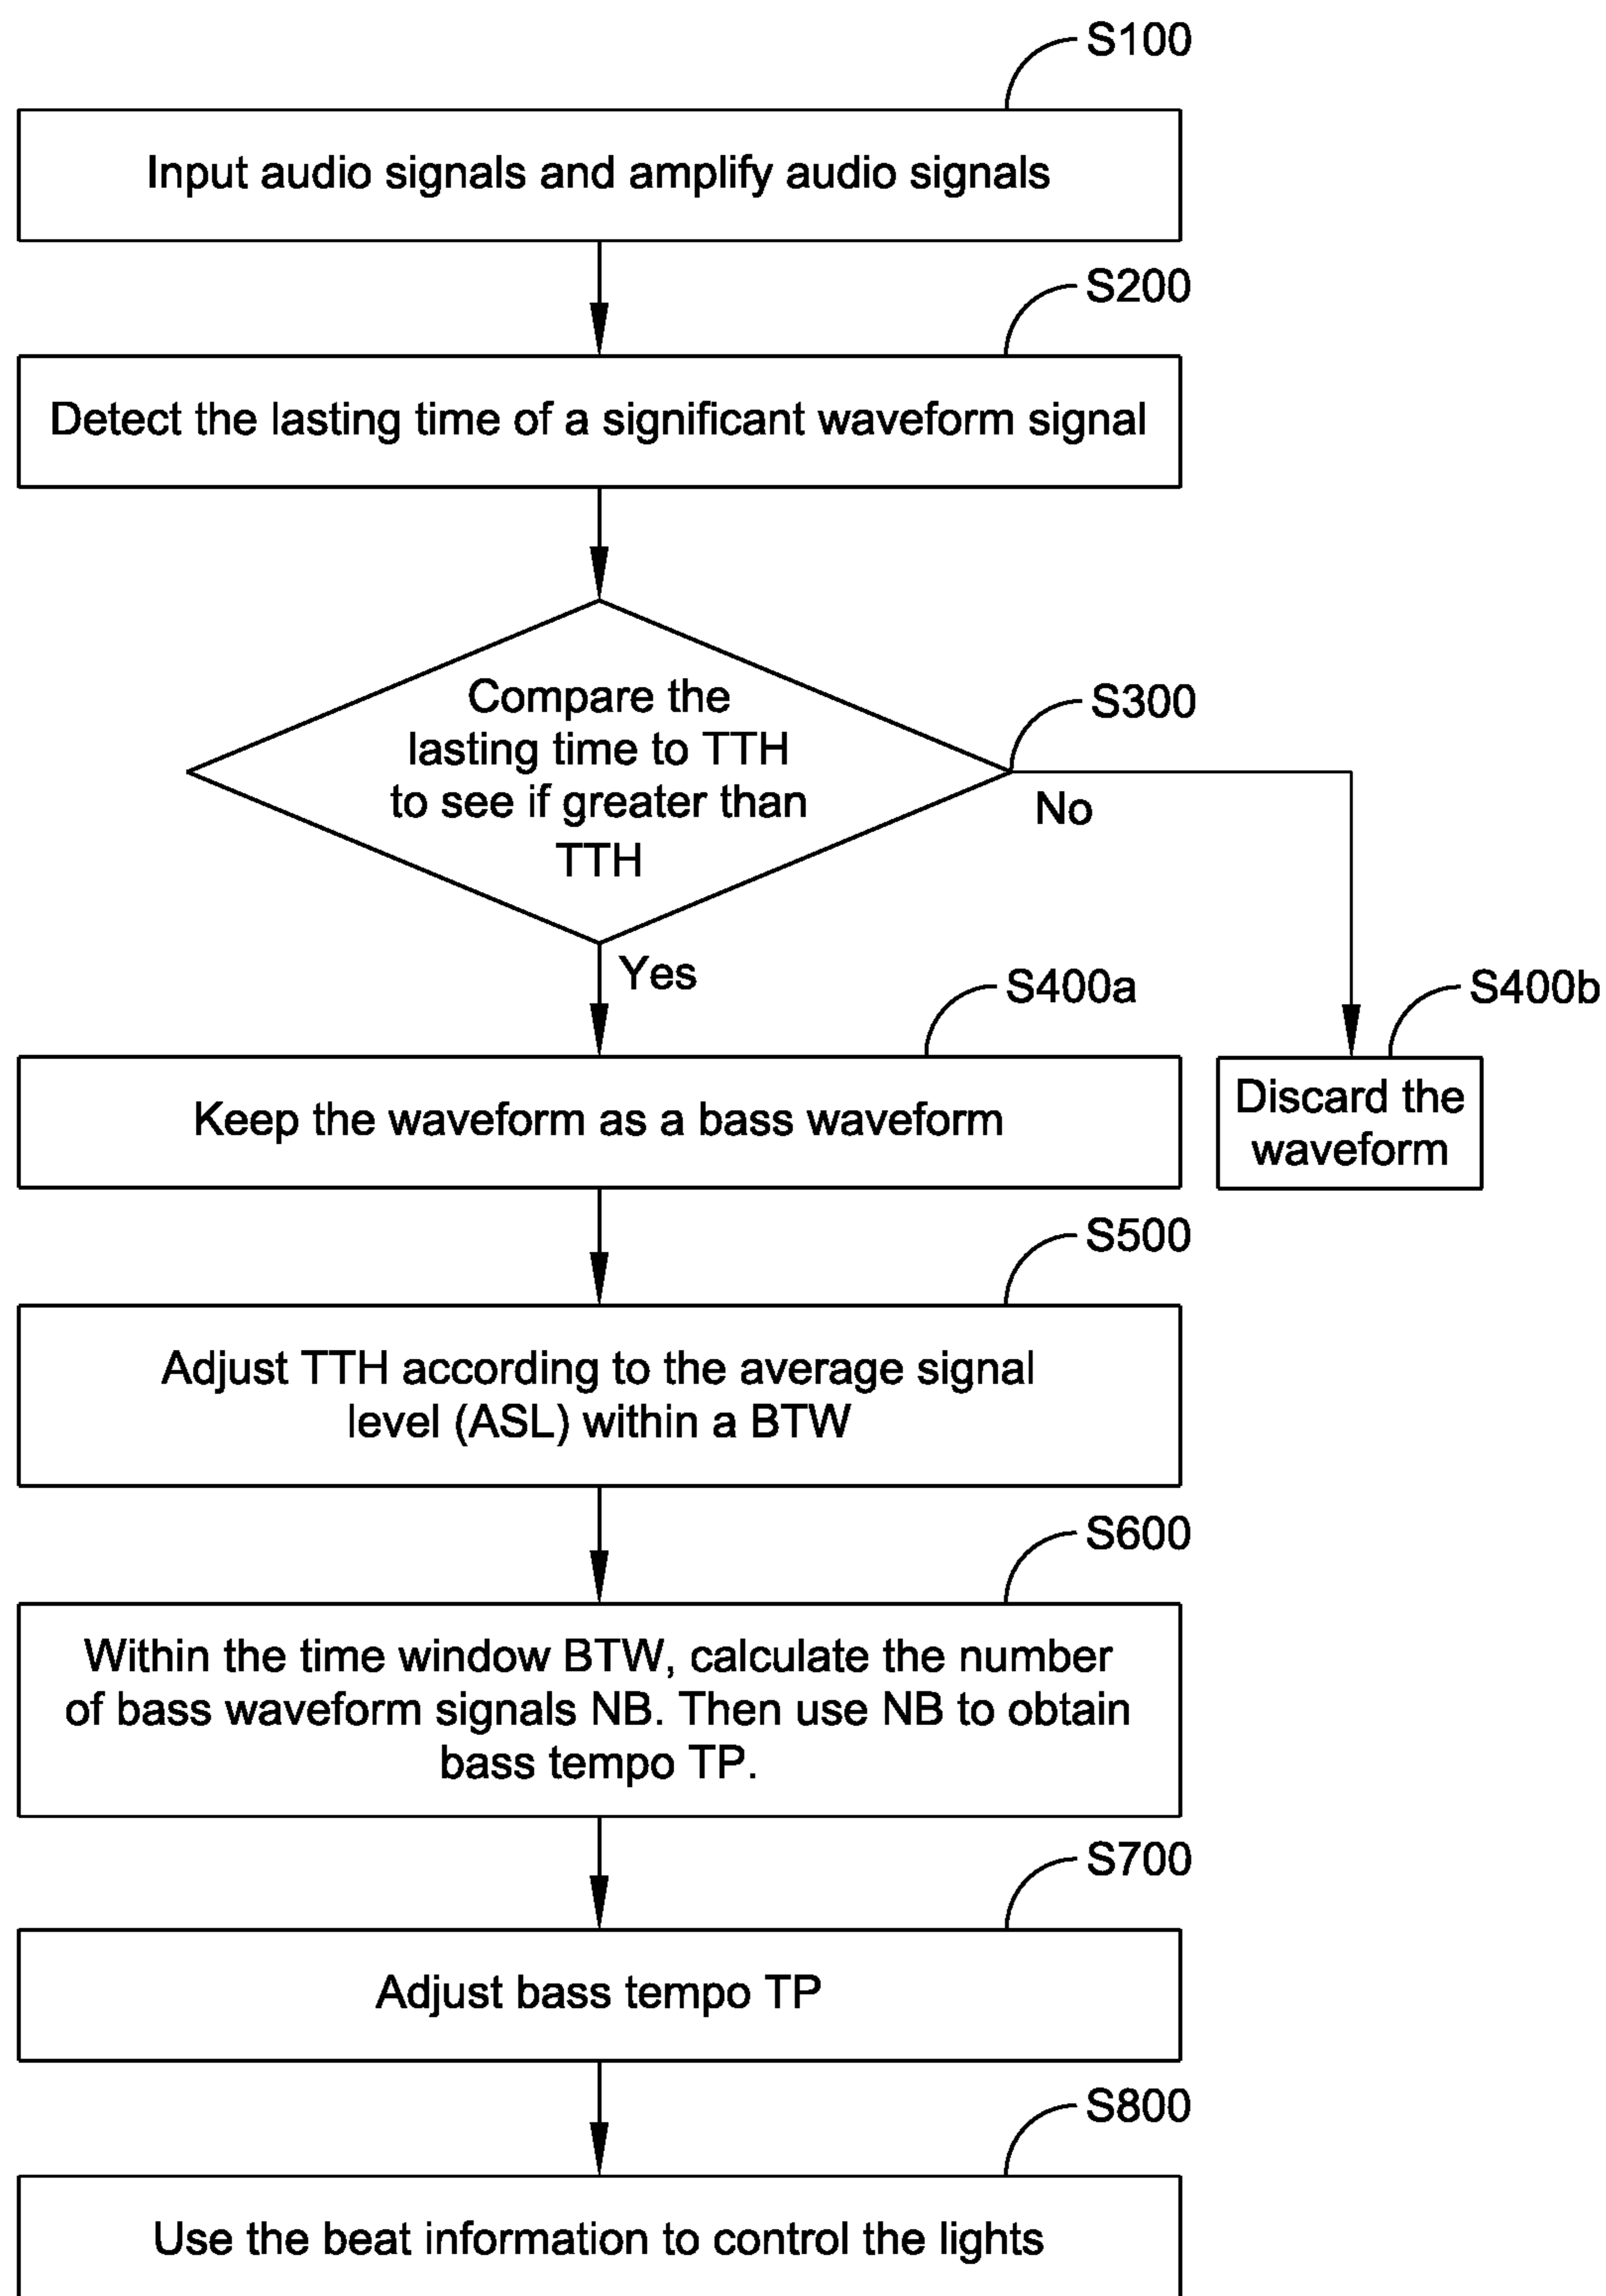 S100
Input audio signals and amplify audio signals
S200
Detect the lasting time of a significant waveform signal
S300
Compare the
lasting time to TTH
to see if greater than
TTH
No
Yes
S400a
S400b
Keep the waveform as a bass waveform
Discard the
waveform
S500
Adjust TTH according to the average signal
level (ASL) within a BTW
S600
Within the time window BTW, calculate the number
of bass waveform signals NB. Then use NB to obtain
bass tempo TP.
S700
Adjust bass tempo TP
S800
Use the beat information to control the lights